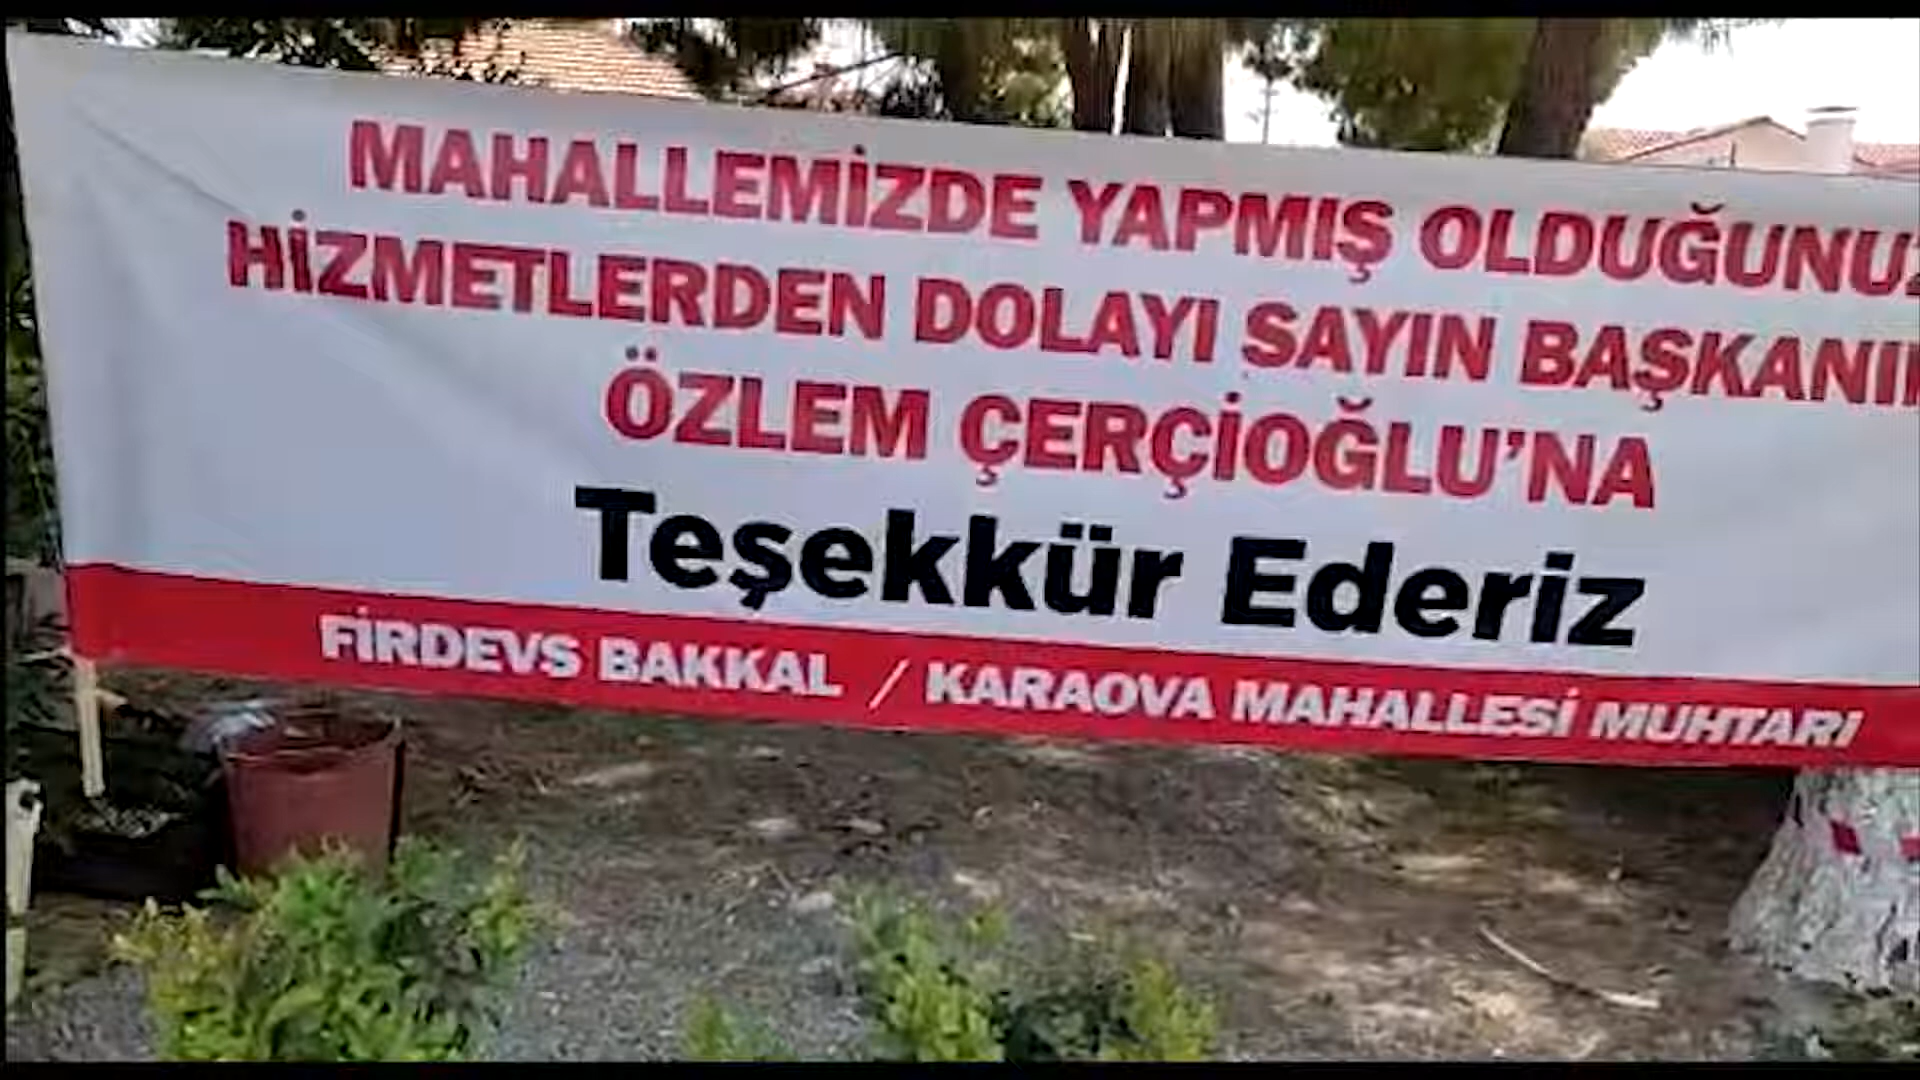 MAHALLEMİZDE YAPMIŞ OLDUĞUNUZ
HİZMETLERDEN DOLAYI SAYIN
ÖZLEM ÇERÇİOĞLU'NA
Teşekkür Ederiz
FİRDEVS BAKKAL / KARAOVA MAHALLESİ MUHTARI